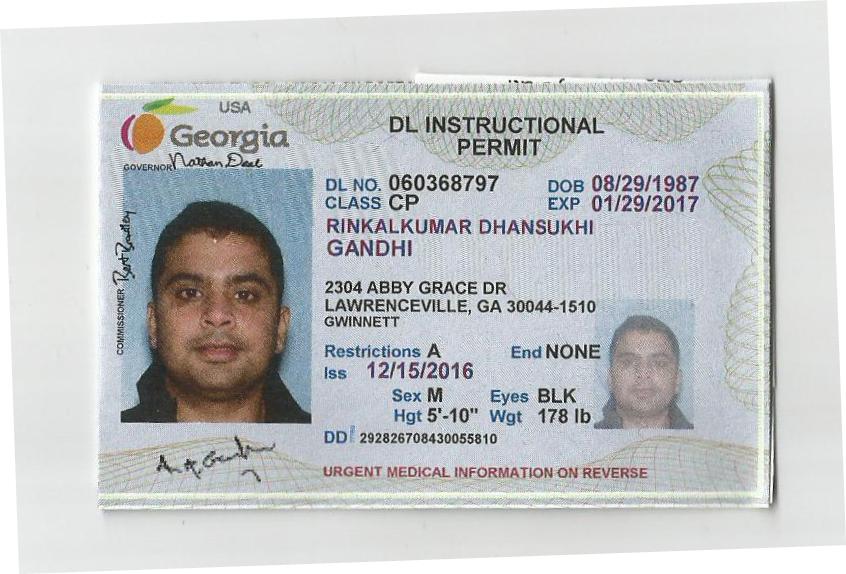 USA
Georgia
GOVERNOR Nathan Deal
DL INSTRUCTIONAL
PERMIT
DL NO. 060368797 DOB 08/29/1987
CLASS CP EXP 01/29/2017
RINKALKUMAR DHANSUKHI
GANDHI
COMMISSIONER
2304 ABBY GRACE DR
LAWRENCEVILLE, GA 30044-1510
GWINNETT
Restrictions A End NONE
Iss 12/15/2016
Sex M Eyes BLK
Hgt 5'-10" Wgt 178 lb
DD 292826708430055810
URGENT MEDICAL INFORMATION ON REVERSE